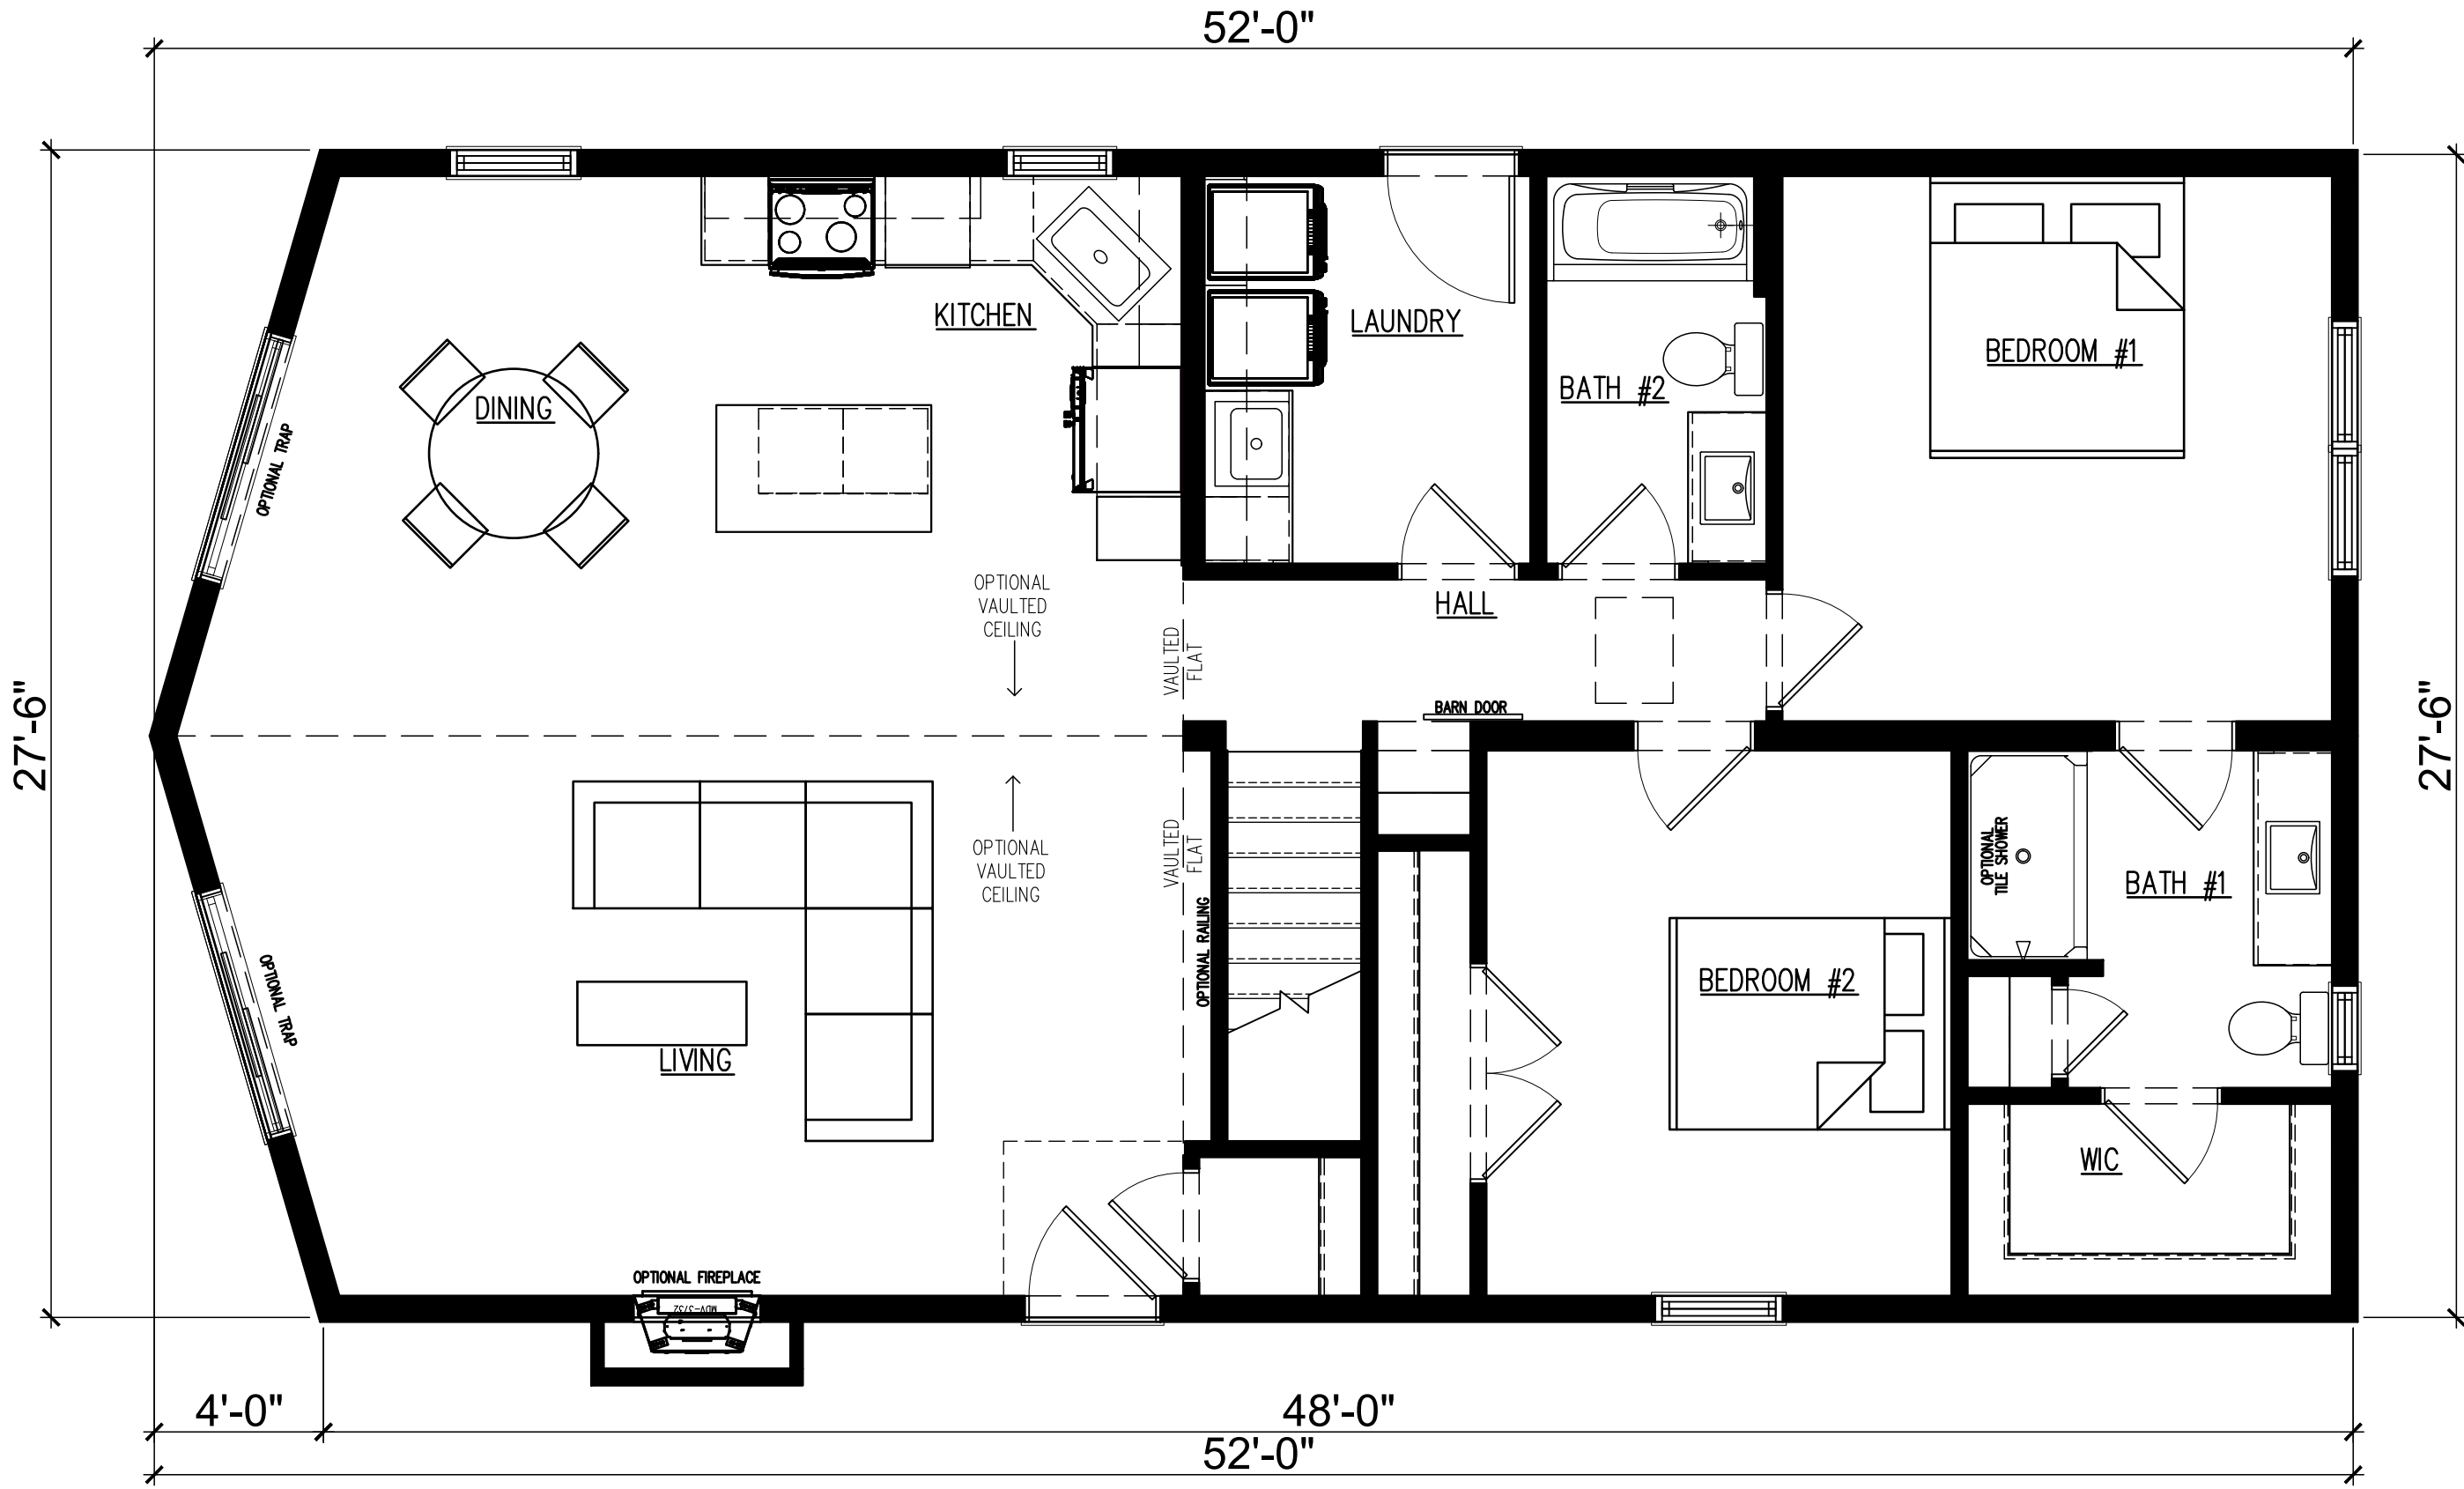 52'-0"
KITCHEN
LAUNDRY
BEDROOM #1
BATH #2
DINING
OPTIONAL TRAP
OPTIONAL
VAULTED
CEILING
HALL
VAULTED
FLAT
BARN DOOR
27'-6"
27'-6"
OPTIONAL
VAULTED
CEILING
VAULTED
FLAT
OPTIONAL RAILING
OPTIONAL
TILE SHOWER
BATH #1
BEDROOM #2
OPTIONAL TRAP
LIVING
WIC
OPTIONAL FIREPLACE
MDV-3732
4'-0"
48'-0"
52'-0"